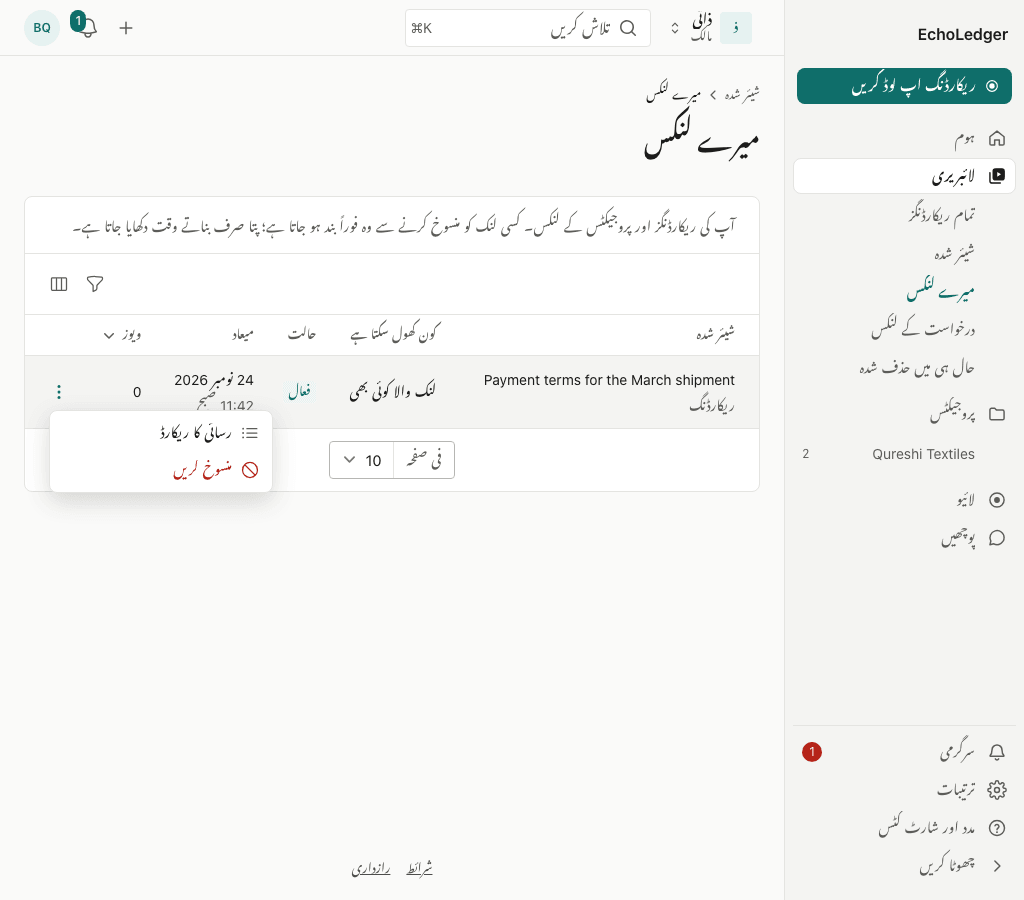 EchoLedger
ریکارڈنگ اپ لوڈ کریں
ہوم
لائبریری
تمام ریکارڈنگز
شیئر شدہ
میرے لنکس
درخواست کے لنکس
حال ہی میں حذف شدہ
پروجیکٹس
Qureshi Textiles 2
لائیو
پوچھیں
سرگرمی 1
ترتیبات
مدد اور شارٹ کٹس
چھوٹا کریں
ذ
ذاتی
مالک
تلاش کریں ⌘K
1
BQ
شیئر شدہ › میرے لنکس
میرے لنکس
آپ کی ریکارڈنگز اور پروجیکٹس کے لنکس۔ کسی لنک کو منسوخ کرنے سے وہ فوراً بند ہو جاتا ہے؛ پتا صرف بناتے وقت دکھایا جاتا ہے۔
شیئر شدہ کون کھول سکتا ہے حالت میعاد ویوز
Payment terms for the March shipment
ریکارڈنگ
لنک والا کوئی بھی
فعال
24 نومبر 2026
11:42 صبح
0
رسائی کا ریکارڈ
منسوخ کریں
فی صفحہ 10
شرائط رازداری